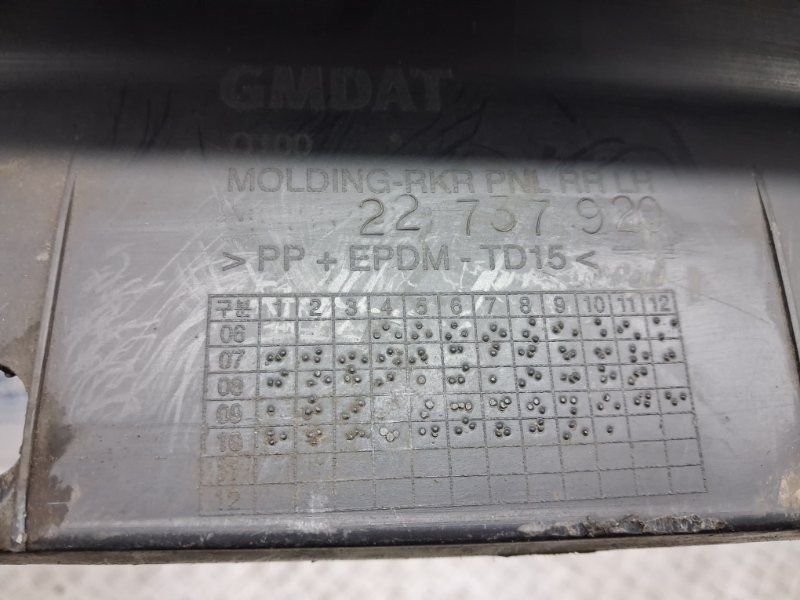 GMDAT
MOLDING-RKR PNL RR LH
22 737 920
> PP + EPDM - TD15 <
구분 1 2 3 4 5 6 7 8 9 10 11 12
06
07
08
09
10
11
12